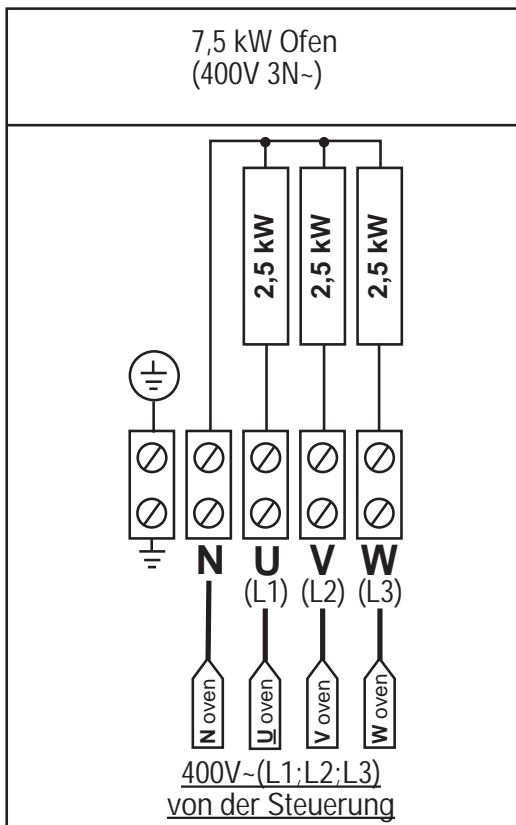 7,5 kW Ofen
(400V 3N~)
2,5 kW
2,5 kW
2,5 kW
N U V W
(L1) (L2) (L3)
N oven
U oven
V oven
W oven
400V~(L1;L2;L3)
von der Steuerung